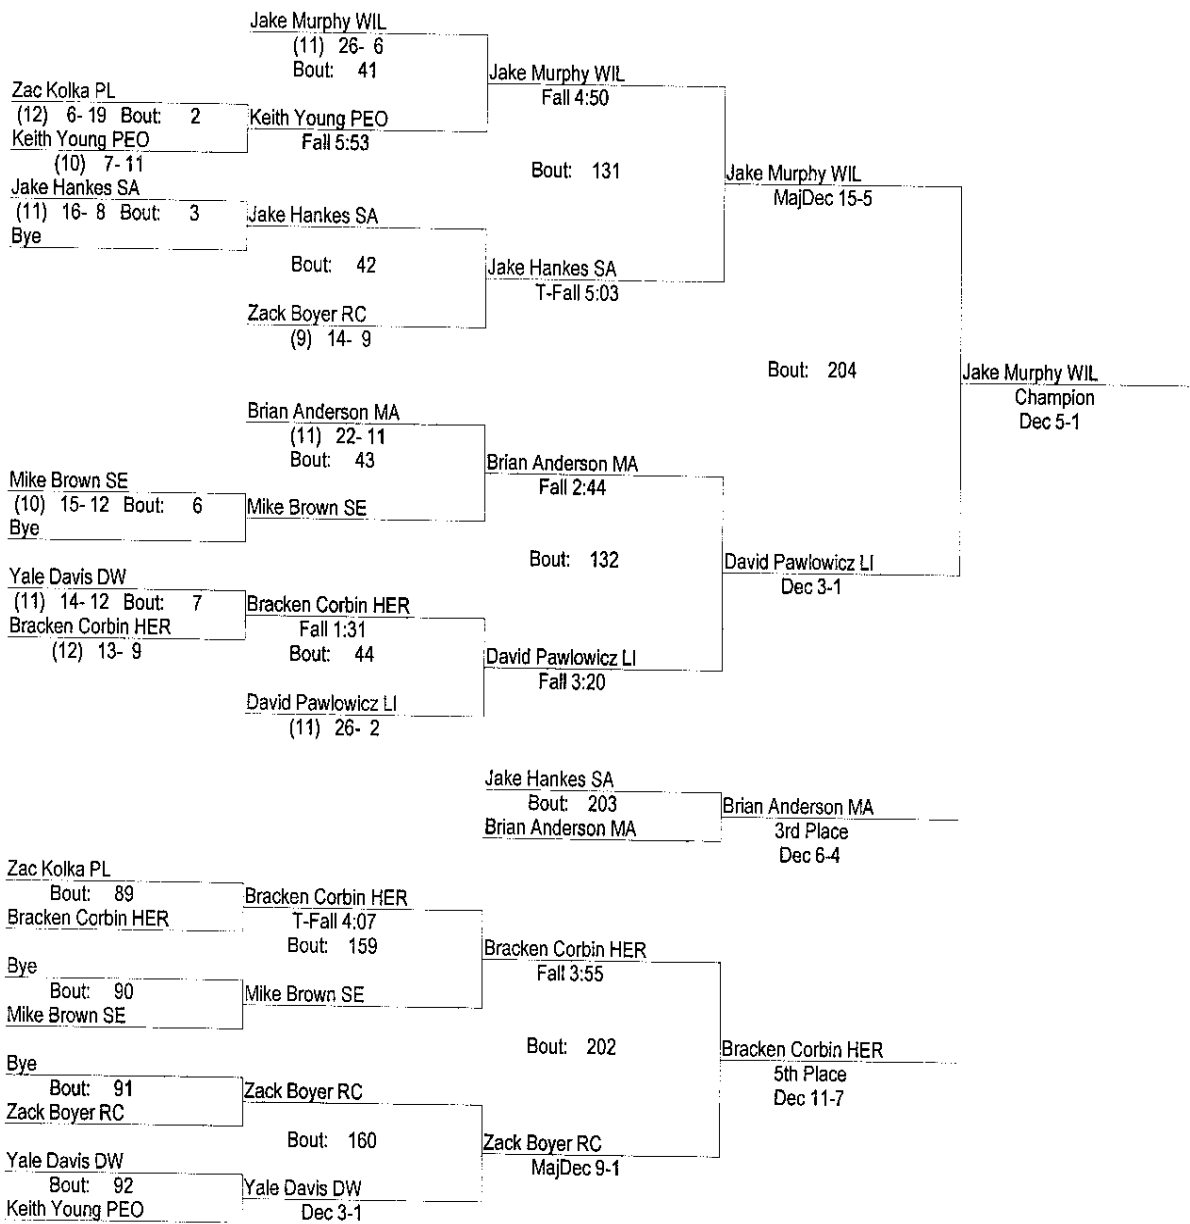 Jake Murphy WIL
(11) 26- 6
Bout: 41
Jake Murphy WIL
Fall 4:50
Zac Kolka PL
(12) 6- 19 Bout: 2
Keith Young PEO
Keith Young PEO
Fall 5:53
(10) 7- 11
Bout: 131
Jake Murphy WIL
MajDec 15-5
Jake Hankes SA
(11) 16- 8 Bout: 3
Jake Hankes SA
Bye
Bout: 42
Jake Hankes SA
T-Fall 5:03
Zack Boyer RC
(9) 14- 9
Bout: 204
Jake Murphy WIL
Champion
Dec 5-1
Brian Anderson MA
(11) 22- 11
Bout: 43
Brian Anderson MA
Fall 2:44
Mike Brown SE
(10) 15- 12 Bout: 6
Mike Brown SE
Bye
Bout: 132
David Pawlowicz LI
Dec 3-1
Yale Davis DW
(11) 14- 12 Bout: 7
Bracken Corbin HER
Fall 1:31
Bracken Corbin HER
(12) 13- 9
Bout: 44
David Pawlowicz LI
Fall 3:20
David Pawlowicz LI
(11) 26- 2
Jake Hankes SA
Bout: 203
Brian Anderson MA
Brian Anderson MA
3rd Place
Dec 6-4
Zac Kolka PL
Bout: 89
Bracken Corbin HER
Bracken Corbin HER
T-Fall 4:07
Bout: 159
Bracken Corbin HER
Fall 3:55
Bye
Bout: 90
Mike Brown SE
Mike Brown SE
Bout: 202
Bracken Corbin HER
5th Place
Dec 11-7
Bye
Bout: 91
Zack Boyer RC
Zack Boyer RC
Bout: 160
Zack Boyer RC
MajDec 9-1
Yale Davis DW
Bout: 92
Keith Young PEO
Yale Davis DW
Dec 3-1